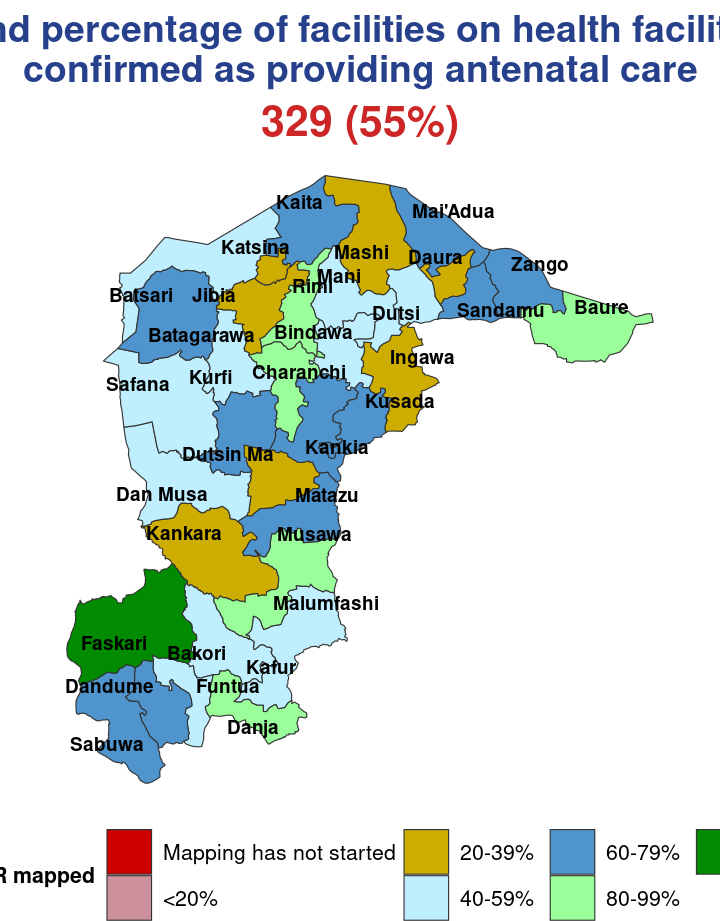 nd percentage of facilities on health facilit
confirmed as providing antenatal care
329 (55%)
Kaita
Mai'Adua
Katsina
Mashi
Daura
Zango
Mani
Rimi
Batsari
Jibia
Dutsi
Sandamu
Baure
Batagarawa
Bindawa
Ingawa
Safana
Kurfi
Charanchi
Kusada
Dutsin Ma
Kankia
Dan Musa
Matazu
Kankara
Musawa
Malumfashi
Faskari
Bakori
Kafur
Dandume
Funtua
Danja
Sabuwa
R mapped
Mapping has not started
20-39%
60-79%
<20%
40-59%
80-99%